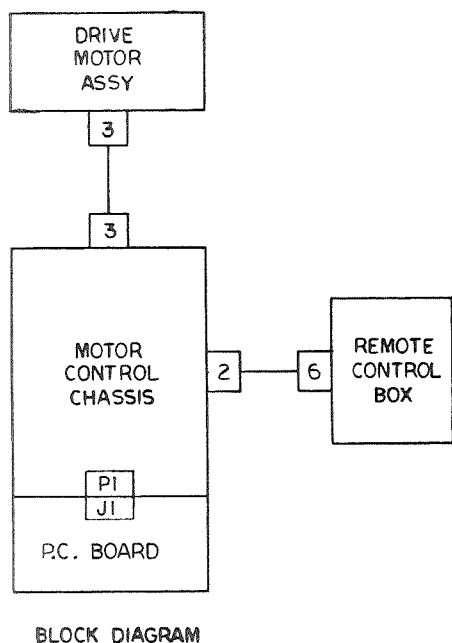 DRIVE
MOTOR
ASSY
3
3
MOTOR
CONTROL
CHASSIS
2
6
REMOTE
CONTROL
BOX
P1
J1
P.C. BOARD
BLOCK DIAGRAM